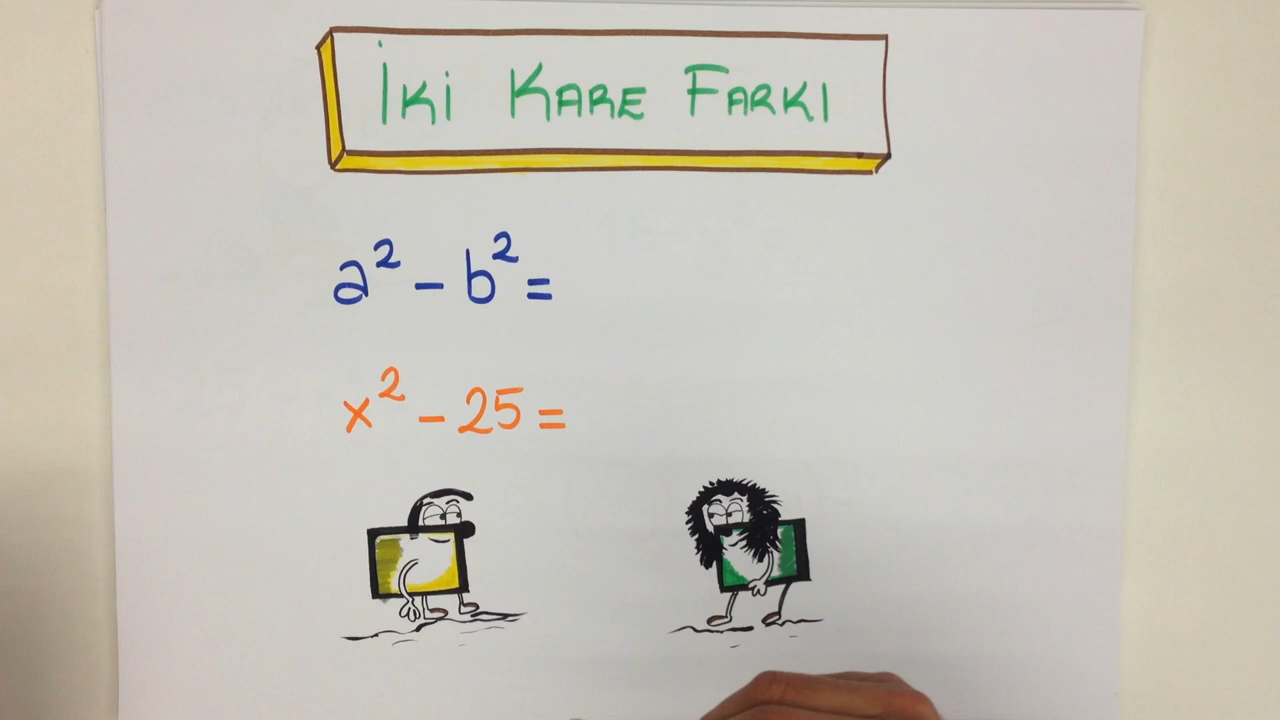 İKİ KARE FARKI
a² - b² =
x² - 25 =